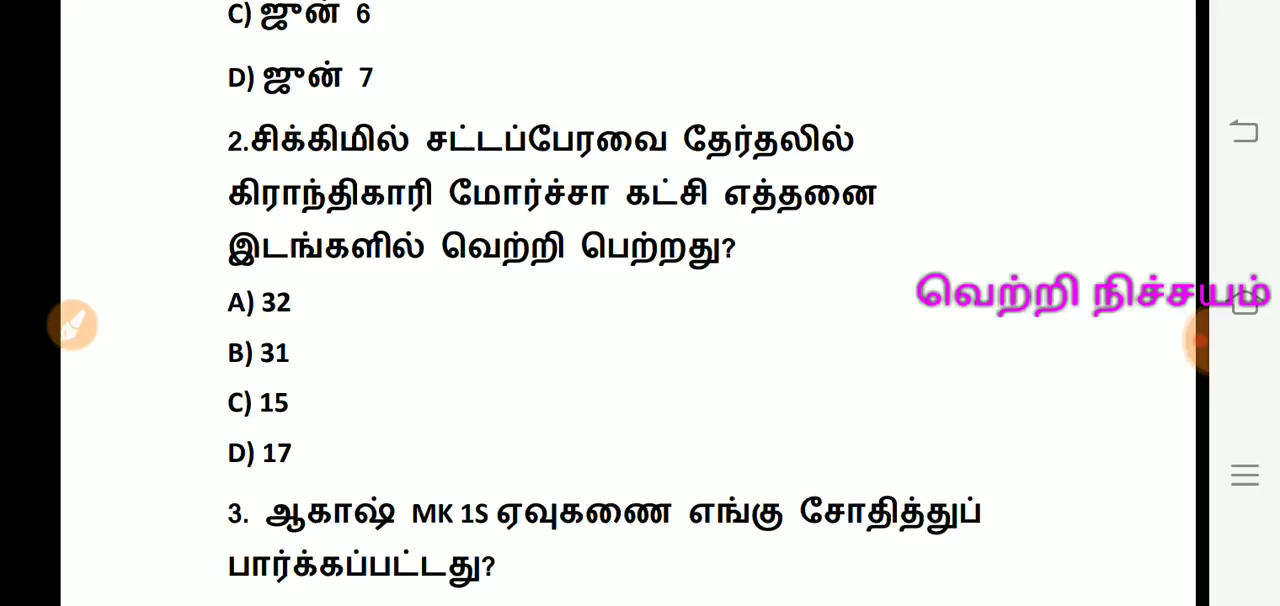 C) ஜுன் 6
D) ஜுன் 7
2.சிக்கிமில் சட்டப்பேரவை தேர்தலில்
கிராந்திகாரி மோர்ச்சா கட்சி எத்தனை
இடங்களில் வெற்றி பெற்றது?
வெற்றி நிச்சயம்
A) 32
B) 31
C) 15
D) 17
3. ஆகாஷ் MK 1S ஏவுகணை எங்கு சோதித்துப்
பார்க்கப்பட்டது?